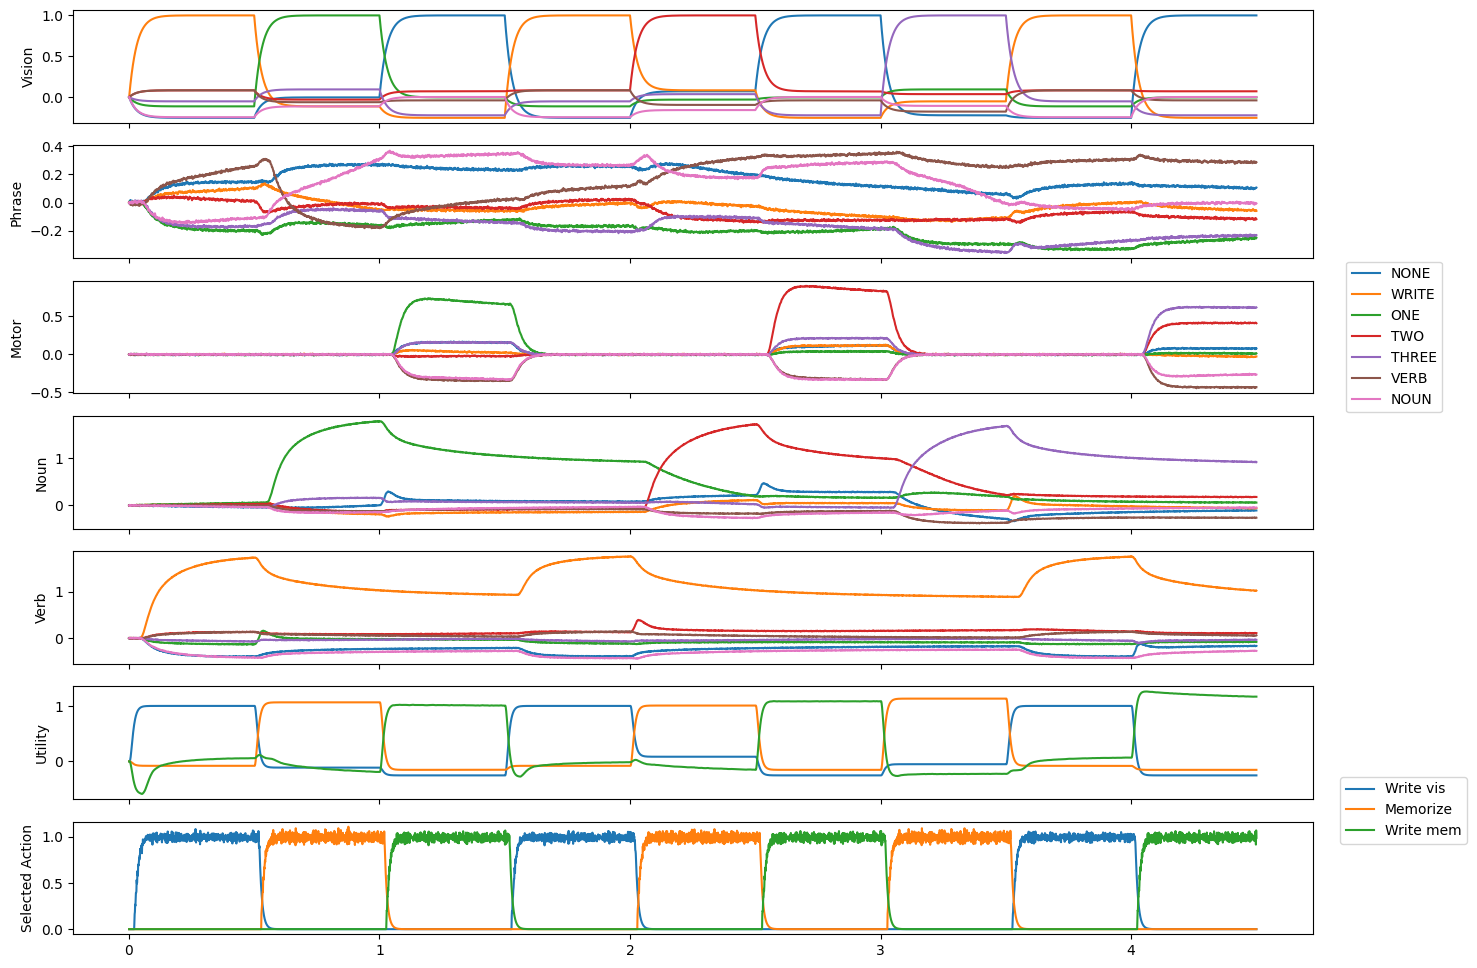 1.0
0.5
0.0
Vision
0.4
0.2
0.0
−0.2
Phrase
0.5
0.0
−0.5
Motor
1
0
Noun
1
0
Verb
1
0
Utility
1.0
0.5
0.0
Selected Action
0 1 2 3 4
NONE
WRITE
ONE
TWO
THREE
VERB
NOUN
Write vis
Memorize
Write mem